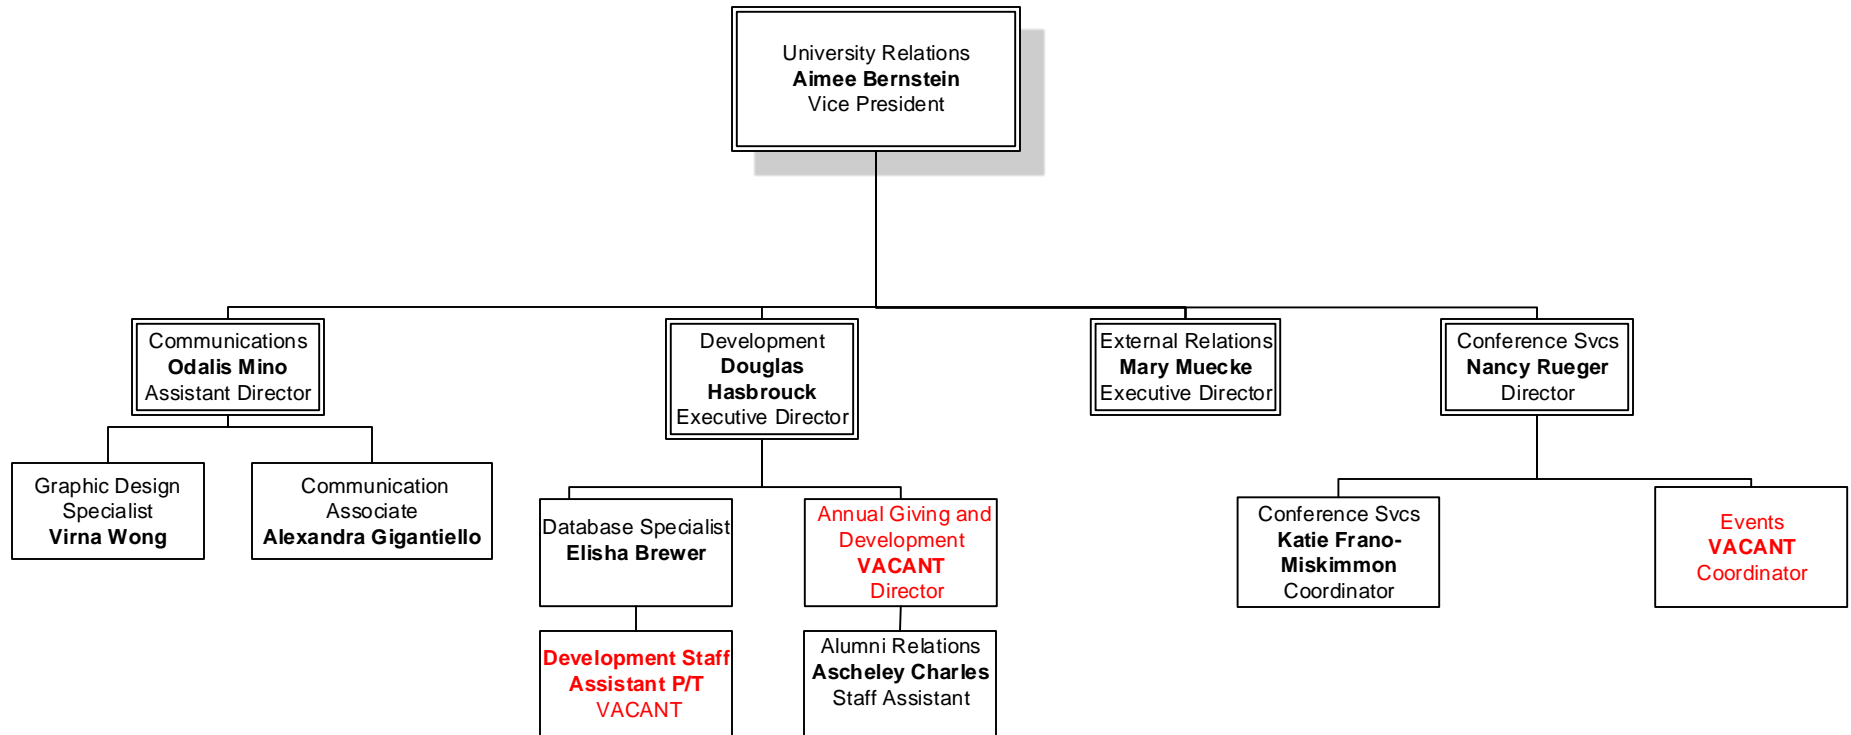 University Relations
Aimee Bernstein
Vice President
Communications
Odalis Mino
Assistant Director
Development
Douglas
Hasbrouck
Executive Director
External Relations
Mary Muecke
Executive Director
Conference Svcs
Nancy Rueger
Director
Graphic Design
Specialist
Virna Wong
Communication
Associate
Alexandra Gigantiello
Database Specialist
Elisha Brewer
Annual Giving and
Development
VACANT
Director
Conference Svcs
Katie Frano-
Miskimmon
Coordinator
Events
VACANT
Coordinator
Development Staff
Assistant P/T
VACANT
Alumni Relations
Ascheley Charles
Staff Assistant